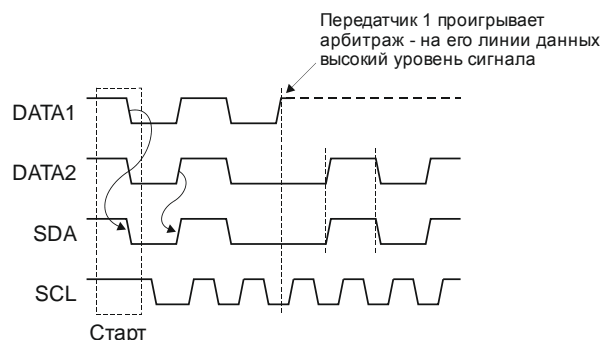 Передатчик 1 проигрывает
арбитраж - на его линии данных
высокий уровень сигнала
DATA1
DATA2
SDA
SCL
Старт